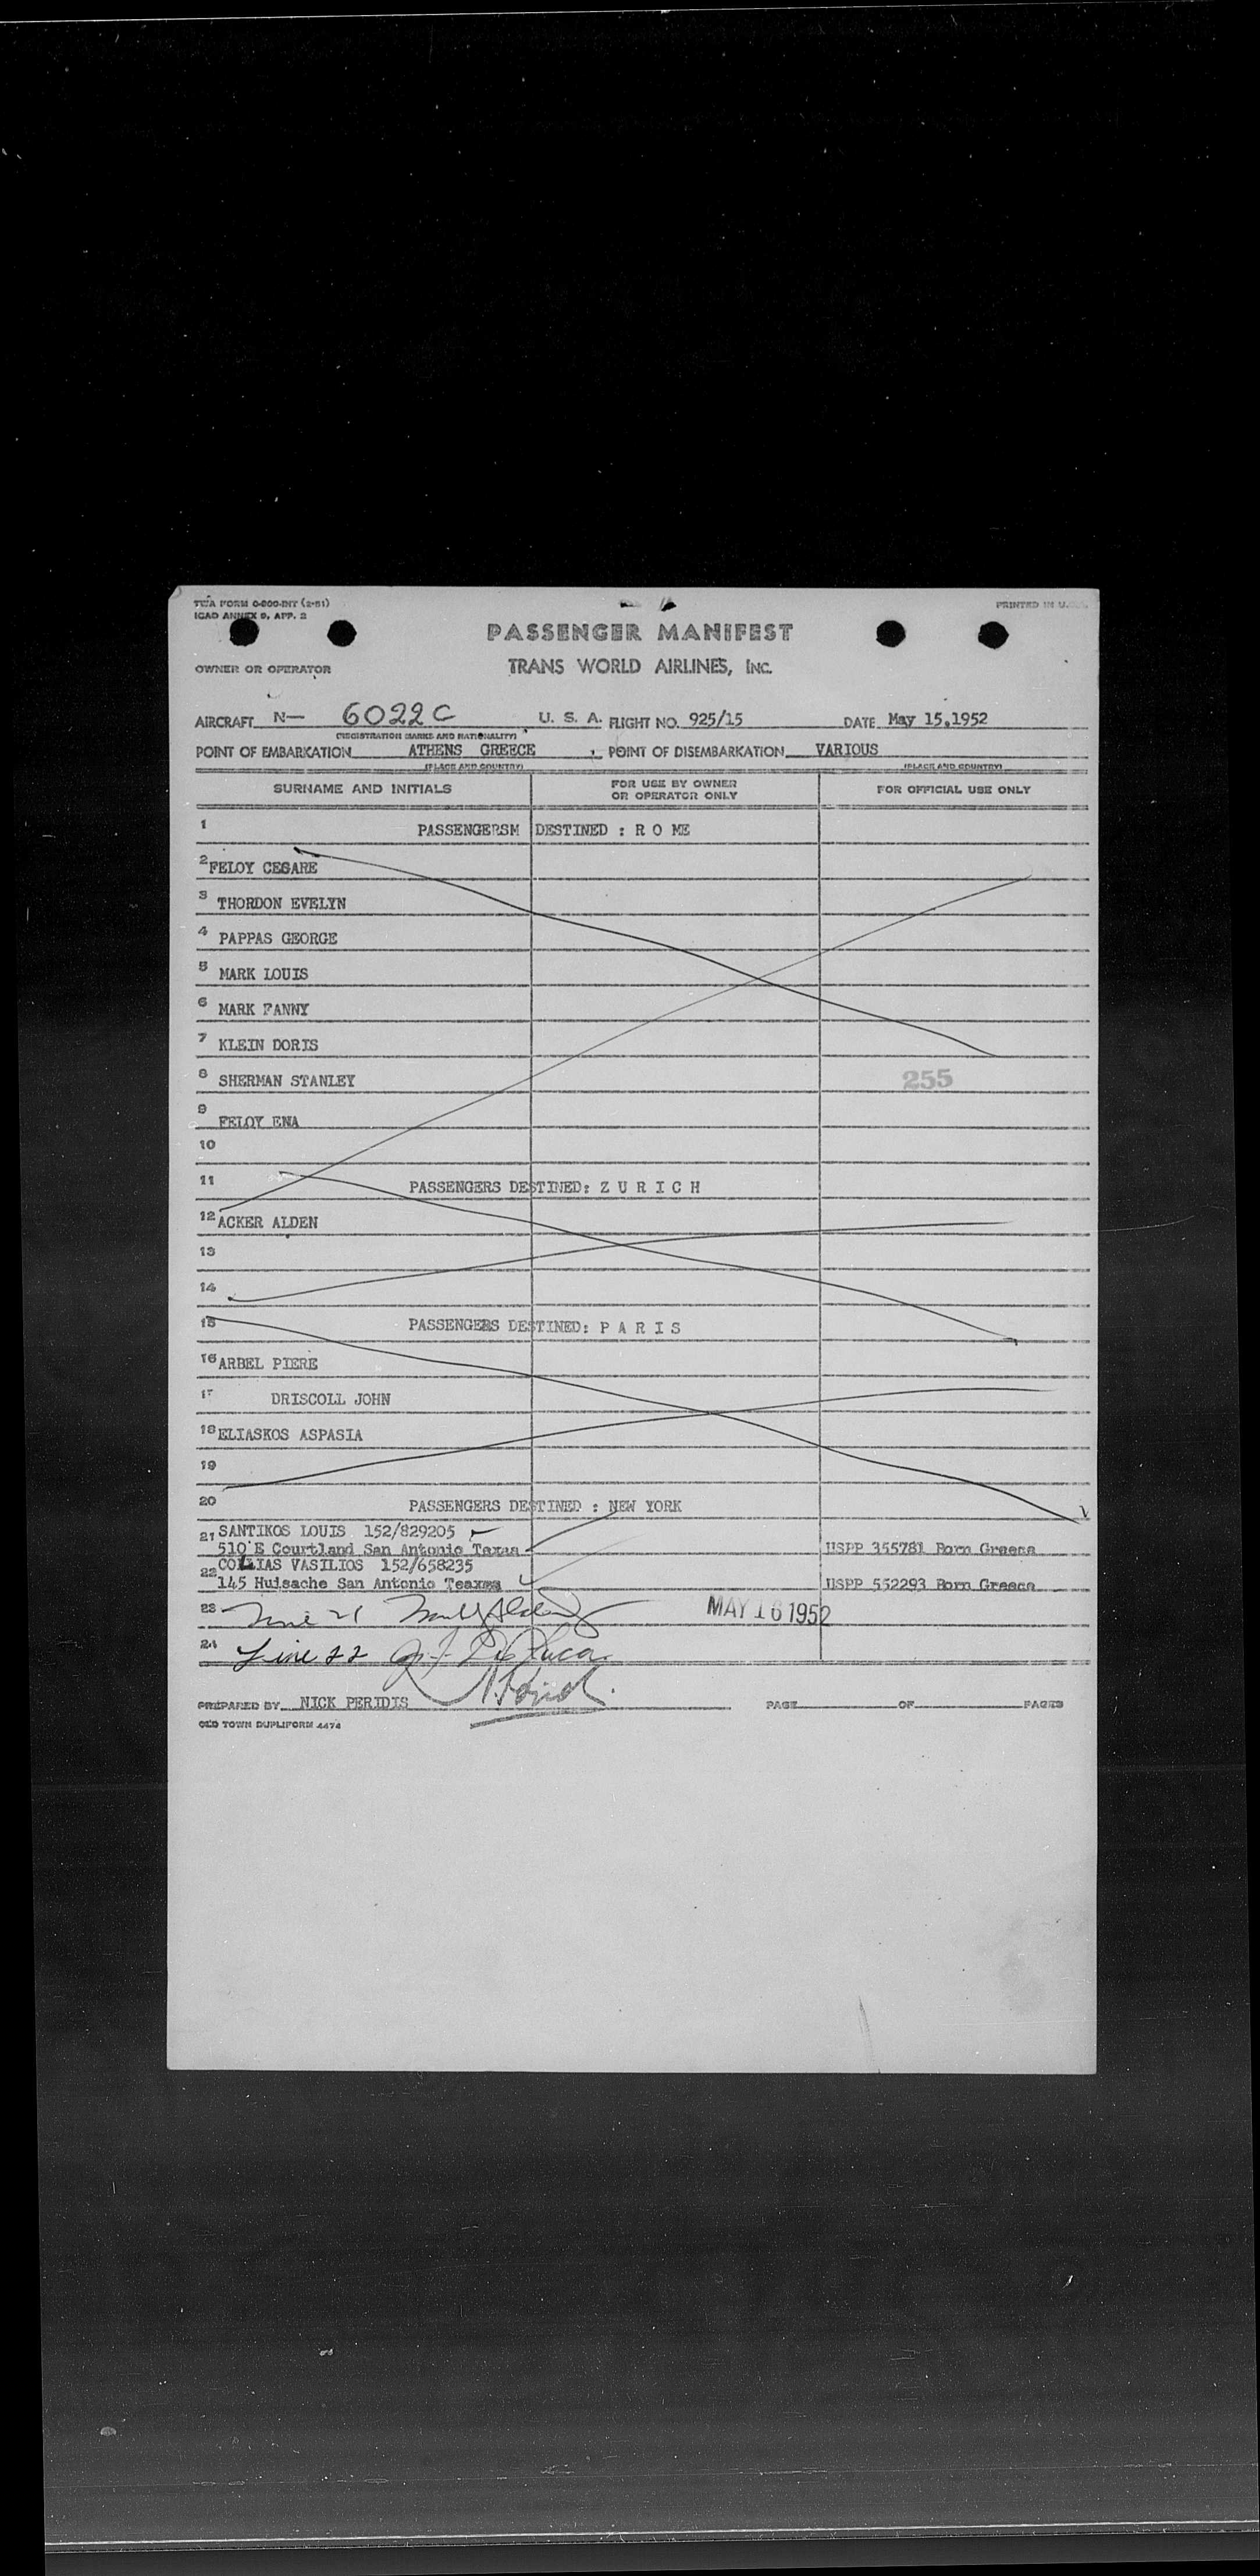 TWA FORM O-800-INT (2-51)
ICAO ANNEX 9, APP. 2
PRINTED IN U.
PASSENGER MANIFEST
OWNER OR OPERATOR
TRANS WORLD AIRLINES, INC.
AIRCRAFT N- 6022C U. S. A. FLIGHT NO. 925/15 DATE May 15,1952
(REGISTRATION MARKS AND NATIONALITY)
POINT OF EMBARKATION ATHENS GREECE , POINT OF DISEMBARKATION VARIOUS
(PLACE AND COUNTRY) (PLACE AND COUNTRY)
SURNAME AND INITIALS FOR USE BY OWNER OR OPERATOR ONLY FOR OFFICIAL USE ONLY
1 PASSENGERSM DESTINED : R O ME
2 FELOY CESARE
3 THORDON EVELYN
4 PAPPAS GEORGE
5 MARK LOUIS
6 MARK FANNY
7 KLEIN DORIS
8 SHERMAN STANLEY 255
9 FELOY ENA
10
11 PASSENGERS DESTINED: Z U R I C H
12 ACKER ALDEN
13
14
15 PASSENGERS DESTINED: P A R I S
16 ARBEL PIERE
17 DRISCOLL JOHN
18 ELIASKOS ASPASIA
19
20 PASSENGERS DESTINED : NEW YORK
21 SANTIKOS LOUIS 152/829205
510 E Courtland San Antonio Texas USPP 355781 Born Greece
22 COLLIAS VASILIOS 152/658235
145 Huisache San Antonio Teaxas USPP 552293 Born Greece
23 Line 21 MAY 16 1952
24 Line 22
PREPARED BY NICK PERIDIS PAGE OF PAGES
OLD TOWN DUPLIFORM 4474